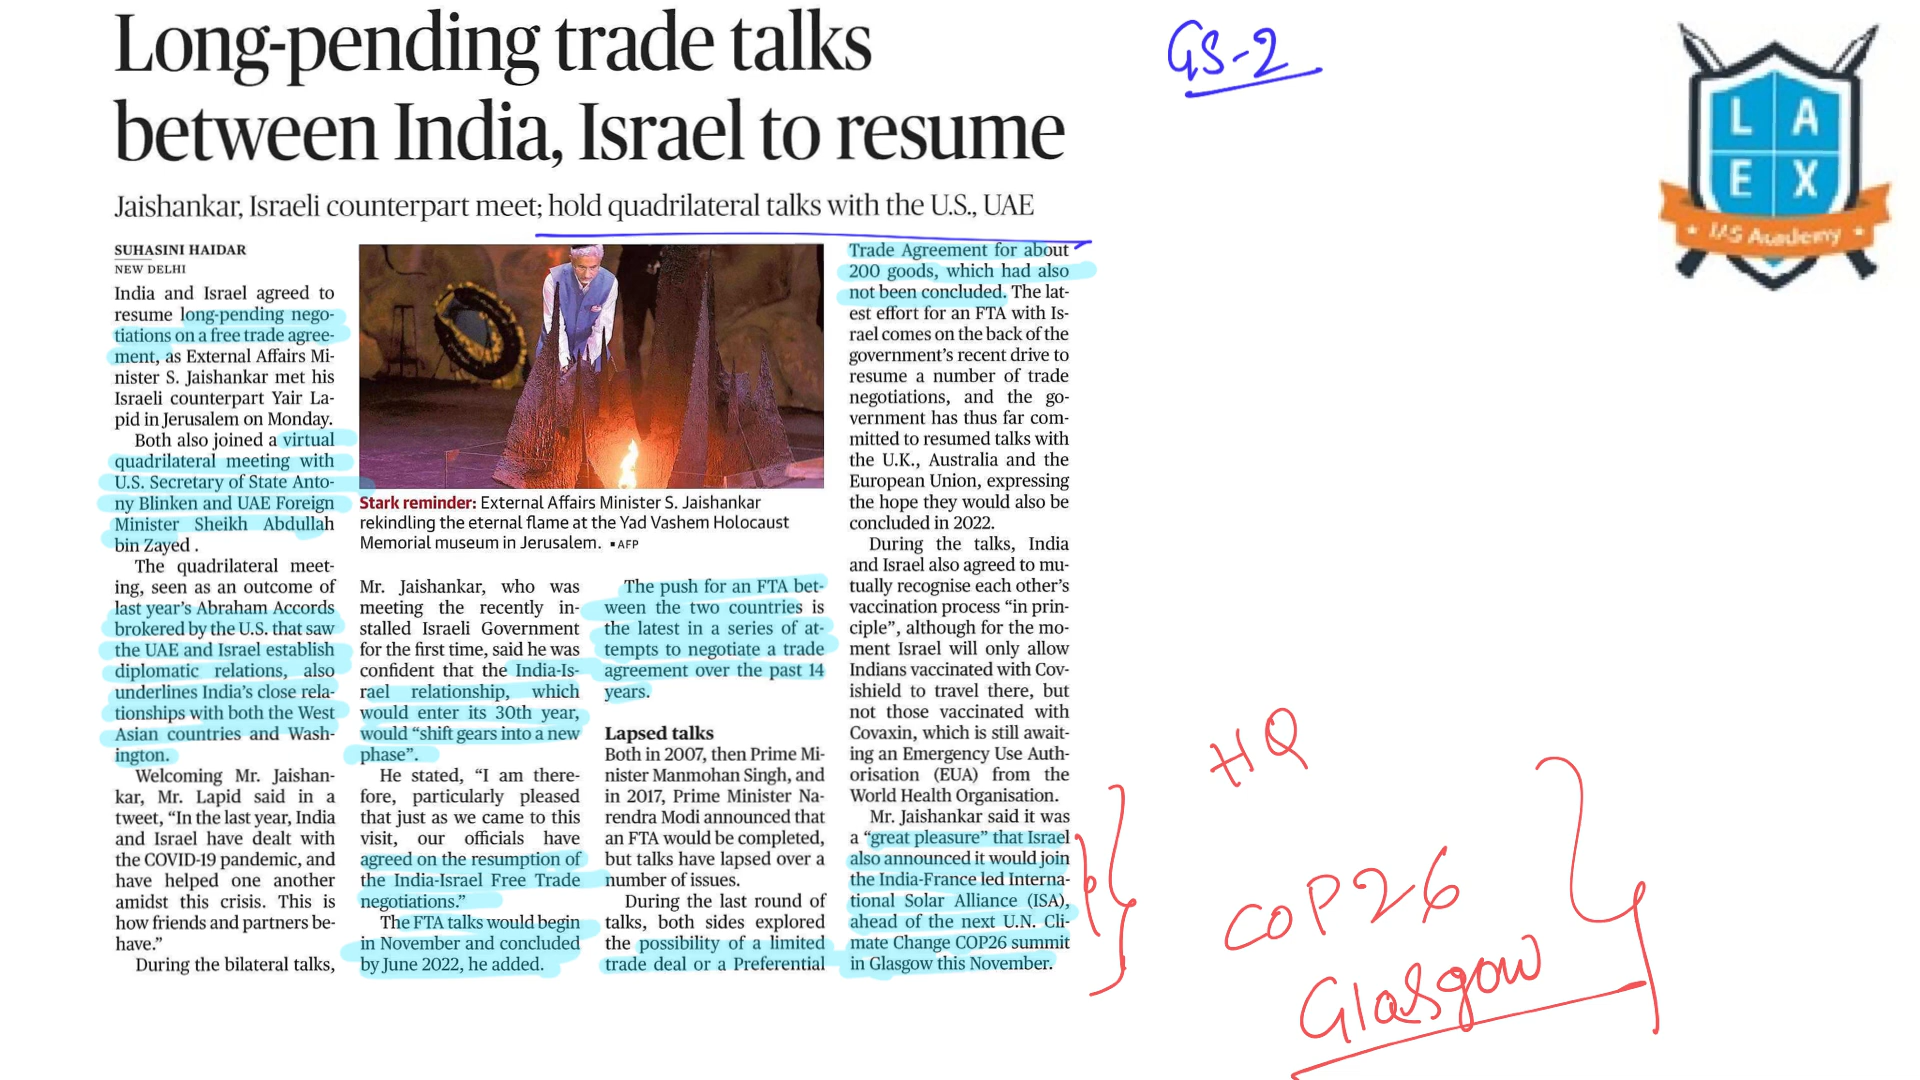 Long-pending trade talks
between India, Israel to resume
Jaishankar, Israeli counterpart meet; hold quadrilateral talks with the U.S., UAE
SUHASINI HAIDAR
NEW DELHI
India and Israel agreed to
resume long-pending nego-
tiations on a free trade agree-
ment, as External Affairs Mi-
nister S. Jaishankar met his
Israeli counterpart Yair La-
pid in Jerusalem on Monday.
Both also joined a virtual
quadrilateral meeting with
U.S. Secretary of State Anto-
ny Blinken and UAE Foreign
Minister Sheikh Abdullah
bin Zayed .
The quadrilateral meet-
ing, seen as an outcome of
last year's Abraham Accords
brokered by the U.S. that saw
the UAE and Israel establish
diplomatic relations, also
underlines India's close rela-
tionships with both the West
Asian countries and Wash-
ington.
Welcoming Mr. Jaishan-
kar, Mr. Lapid said in a
tweet, "In the last year, India
and Israel have dealt with
the COVID-19 pandemic, and
have helped one another
amidst this crisis. This is
how friends and partners be-
have."
During the bilateral talks,
Stark reminder: External Affairs Minister S. Jaishankar
rekindling the eternal flame at the Yad Vashem Holocaust
Memorial museum in Jerusalem. ▪AFP
Mr. Jaishankar, who was
meeting the recently in-
stalled Israeli Government
for the first time, said he was
confident that the India-Is-
rael relationship, which
would enter its 30th year,
would "shift gears into a new
phase".
He stated, "I am there-
fore, particularly pleased
that just as we came to this
visit, our officials have
agreed on the resumption of
the India-Israel Free Trade
negotiations."
The FTA talks would begin
in November and concluded
by June 2022, he added.
The push for an FTA bet-
ween the two countries is
the latest in a series of at-
tempts to negotiate a trade
agreement over the past 14
years.
Lapsed talks
Both in 2007, then Prime Mi-
nister Manmohan Singh, and
in 2017, Prime Minister Na-
rendra Modi announced that
an FTA would be completed,
but talks have lapsed over a
number of issues.
During the last round of
talks, both sides explored
the possibility of a limited
trade deal or a Preferential
Trade Agreement for about
200 goods, which had also
not been concluded. The lat-
est effort for an FTA with Is-
rael comes on the back of the
government's recent drive to
resume a number of trade
negotiations, and the go-
vernment has thus far com-
mitted to resumed talks with
the U.K., Australia and the
European Union, expressing
the hope they would also be
concluded in 2022.
During the talks, India
and Israel also agreed to mu-
tually recognise each other's
vaccination process "in prin-
ciple", although for the mo-
ment Israel will only allow
Indians vaccinated with Cov-
ishield to travel there, but
not those vaccinated with
Covaxin, which is still await-
ing an Emergency Use Auth-
orisation (EUA) from the
World Health Organisation.
Mr. Jaishankar said it was
a "great pleasure" that Israel
also announced it would join
the India-France led Interna-
tional Solar Alliance (ISA),
ahead of the next U.N. Cli-
mate Change COP26 summit
in Glasgow this November.
GS-2
LA
EX
IAS Academy
HQ
COP26
Glasgow